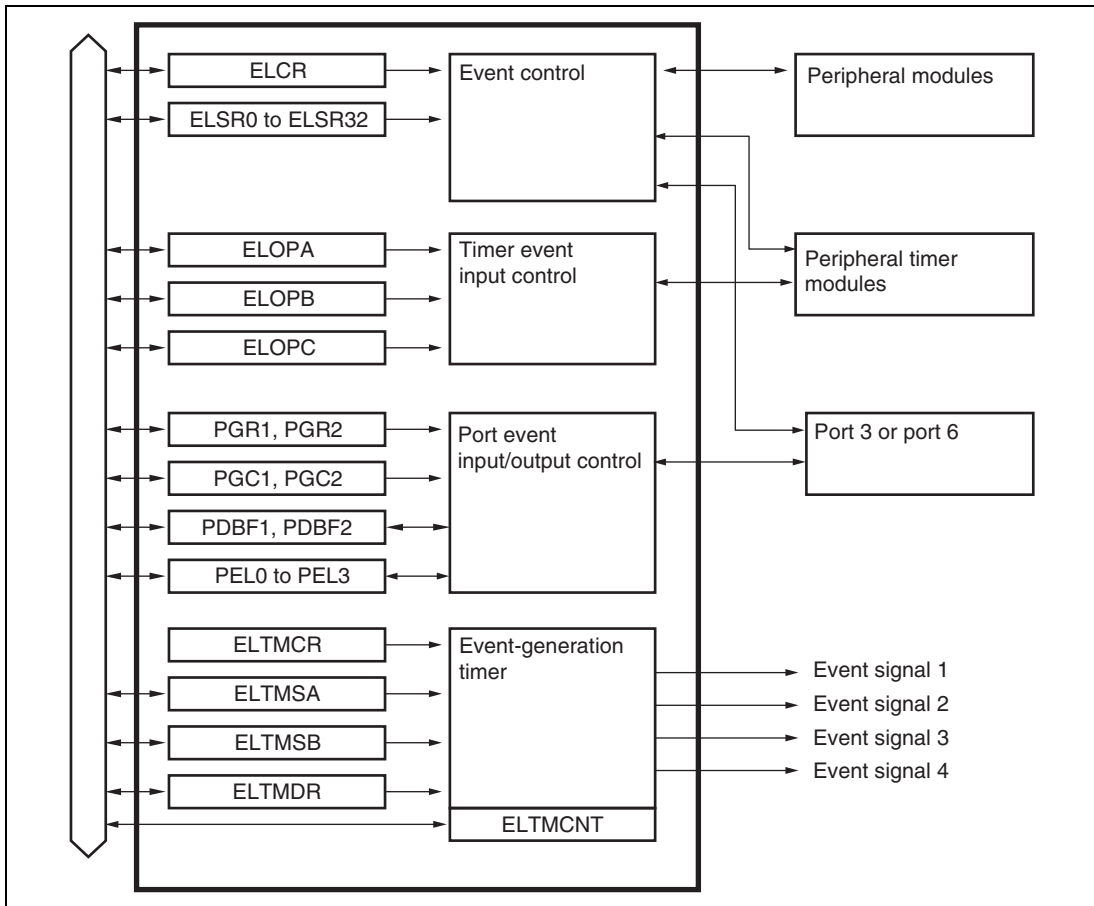 ELCR
ELSR0 to ELSR32
Event control
Peripheral modules
ELOPA
ELOPB
ELOPC
Timer event
input control
Peripheral timer
modules
PGR1, PGR2
PGC1, PGC2
PDBF1, PDBF2
PEL0 to PEL3
Port event
input/output control
Port 3 or port 6
ELTMCR
ELTMSA
ELTMSB
ELTMDR
Event-generation
timer
ELTMCNT
Event signal 1
Event signal 2
Event signal 3
Event signal 4